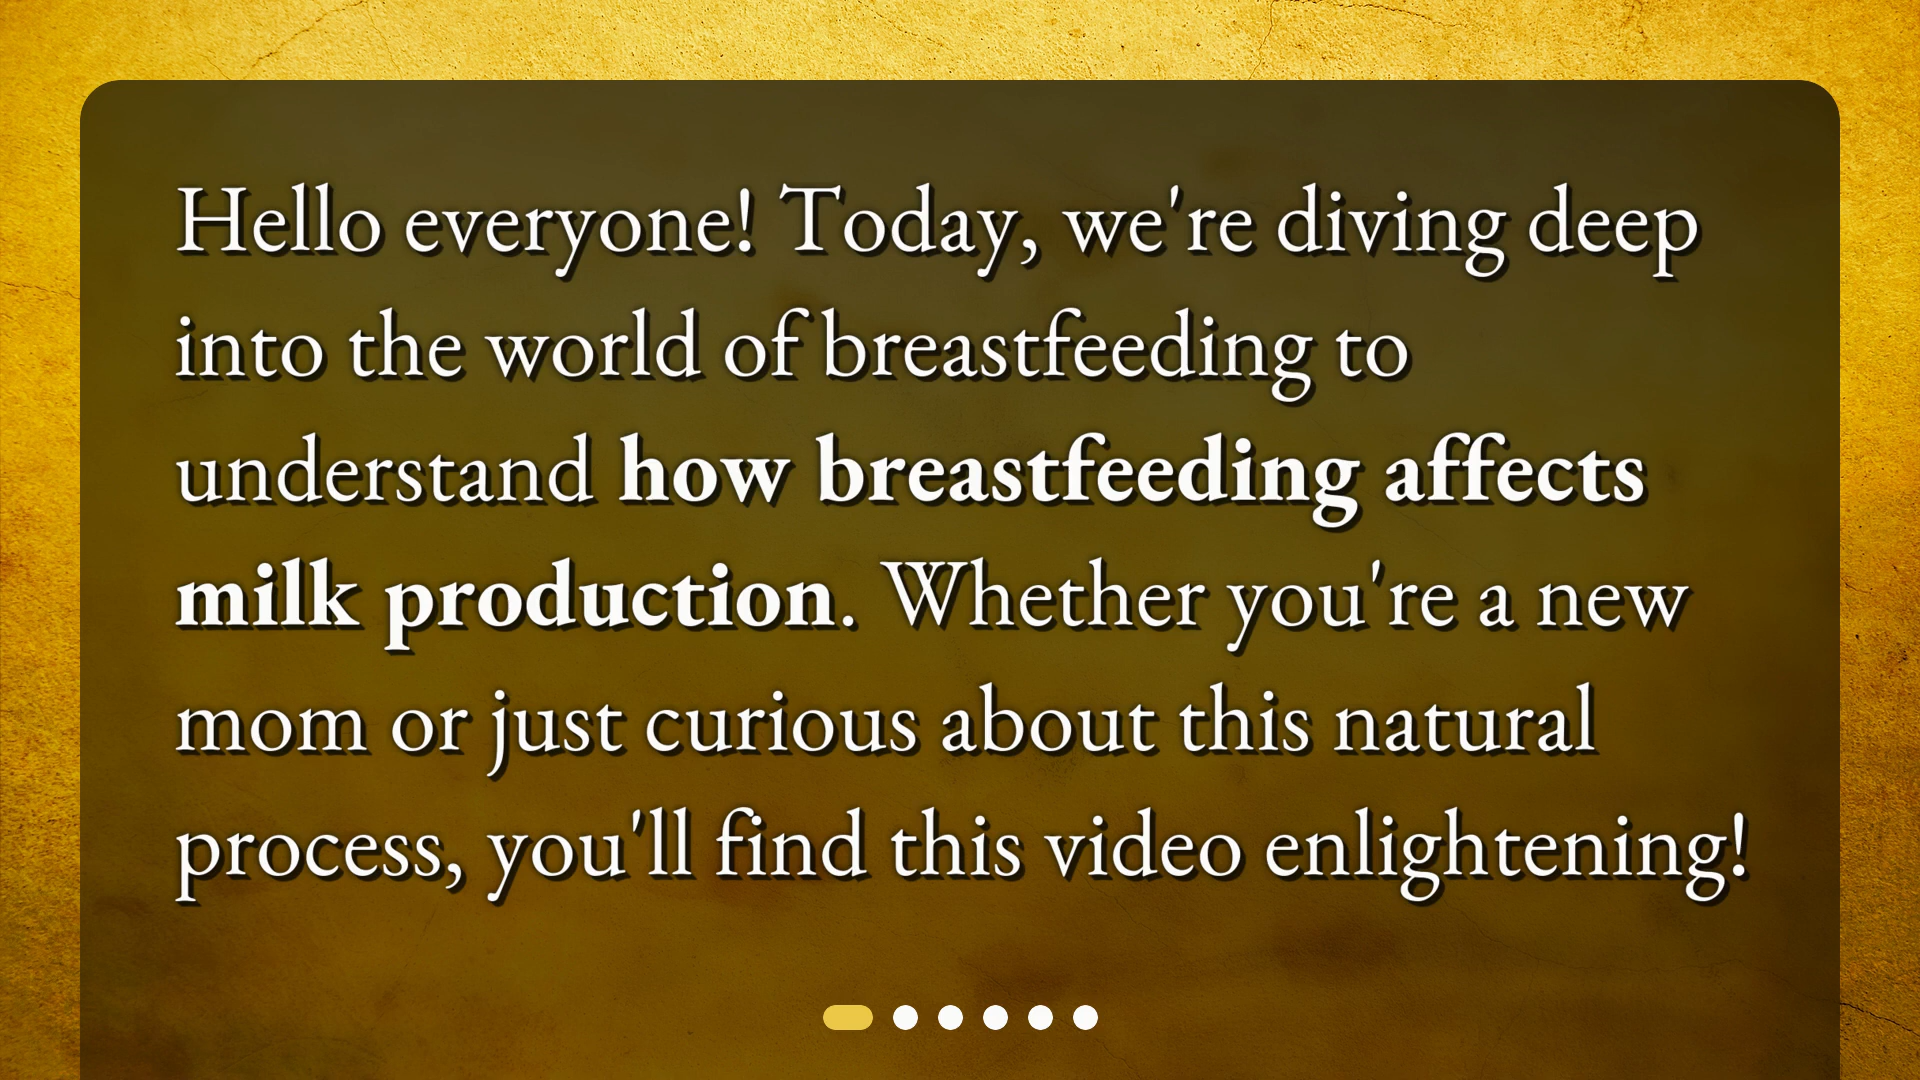 Hello everyone! Today, we're diving deep
into the world of breastfeeding to
understand how breastfeeding affects
milk production. Whether you're a new
mom or just curious about this natural
process, you'll find this video enlightening!